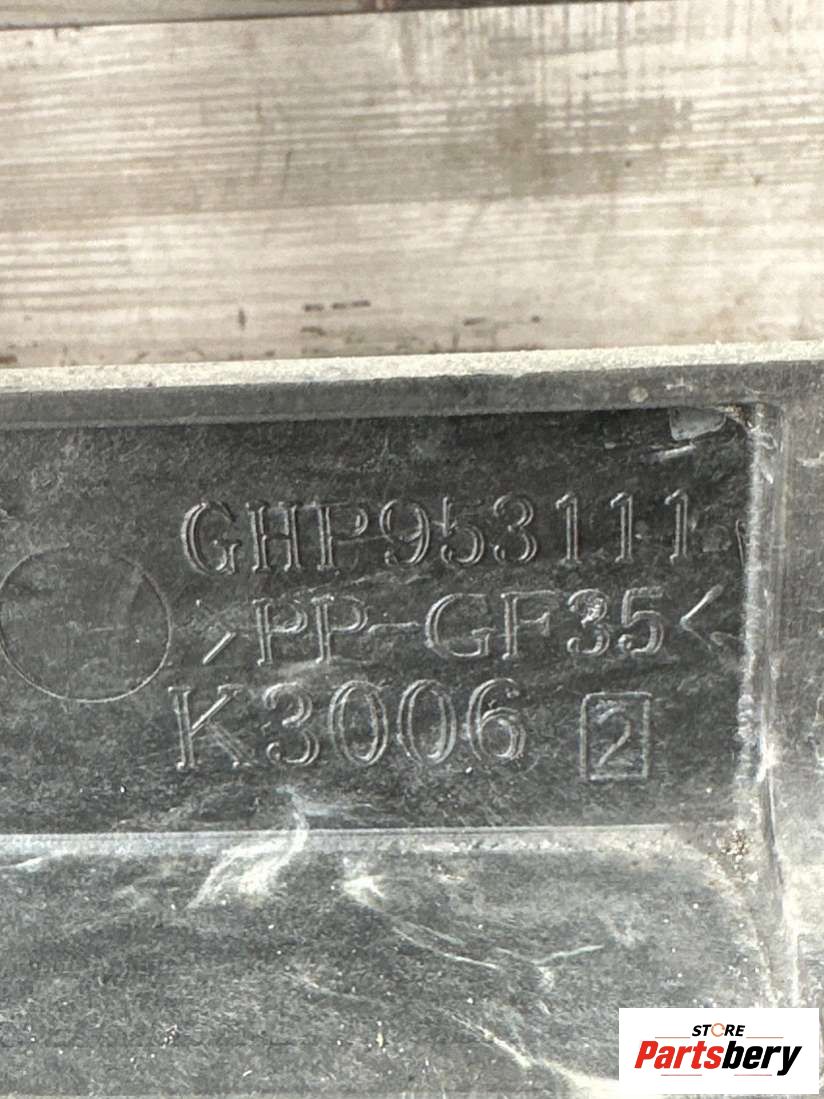 GHP953111
>PP-GF35<
K3006 2
STORE
Partsbery